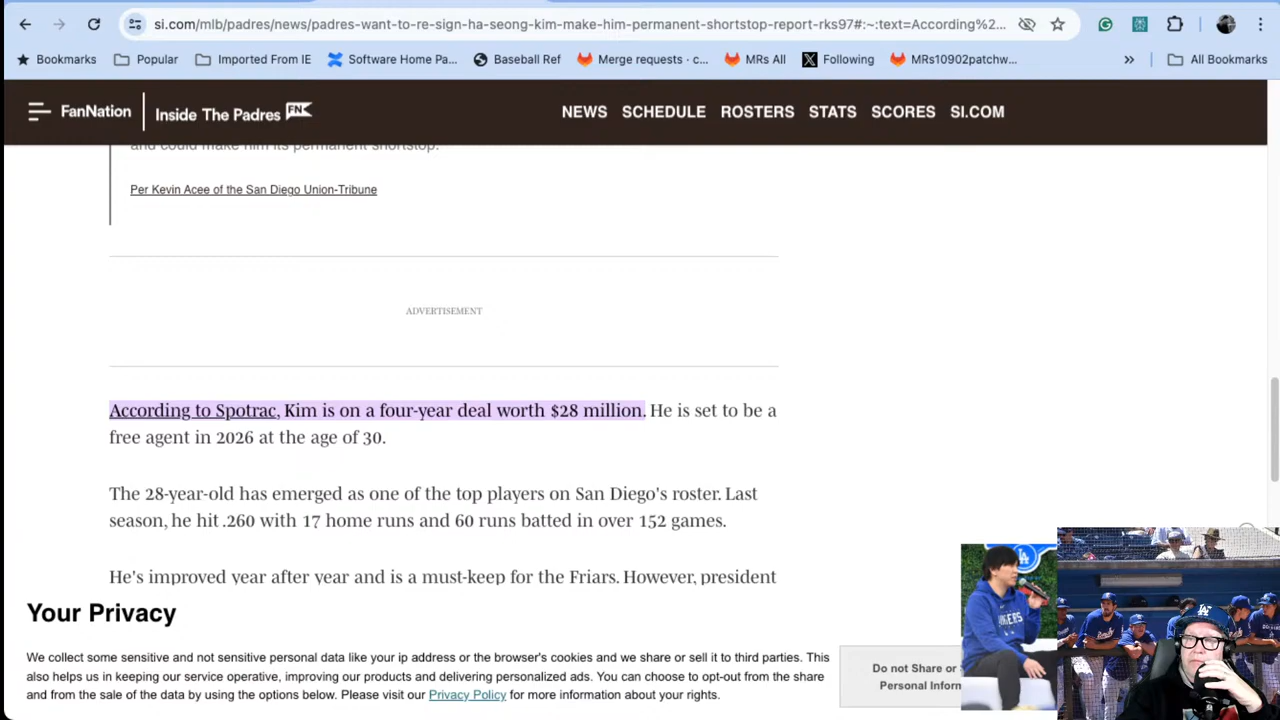 si.com/mlb/padres/news/padres-want-to-re-sign-ha-seong-kim-make-him-permanent-shortstop-report-rks97#:~:text=According%2...
Bookmarks Popular Imported From IE Software Home Pa... Baseball Ref Merge requests · c... MRs All Following MRs10902patchw... » All Bookmarks
FanNation Inside The Padres FN NEWS SCHEDULE ROSTERS STATS SCORES SI.COM
and could make him its permanent shortstop.
Per Kevin Acee of the San Diego Union-Tribune
ADVERTISEMENT
According to Spotrac, Kim is on a four-year deal worth $28 million. He is set to be a
free agent in 2026 at the age of 30.
The 28-year-old has emerged as one of the top players on San Diego's roster. Last
season, he hit .260 with 17 home runs and 60 runs batted in over 152 games.
He's improved year after year and is a must-keep for the Friars. However, president
Your Privacy
We collect some sensitive and not sensitive personal data like your ip address or the browser's cookies and we share or sell it to third parties. This
also helps us in keeping our service operative, improving our products and delivering personalized ads. You can choose to opt-out from the share
and from the sale of the data by using the options below. Please visit our Privacy Policy for more information about your rights.
Do not Share or
Personal Inform
LA
LA